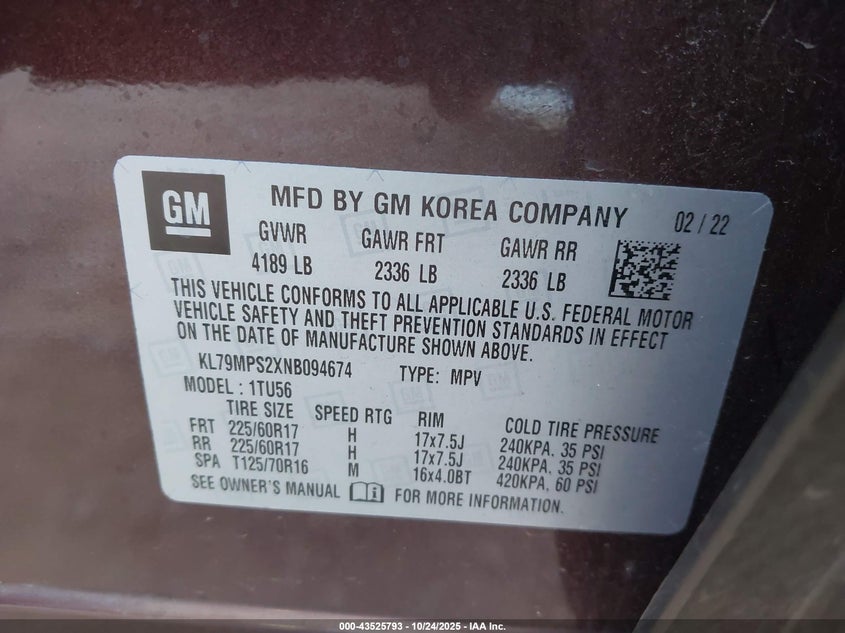 GM
MFD BY GM KOREA COMPANY 02 / 22
GVWR GAWR FRT GAWR RR
4189 LB 2336 LB 2336 LB
THIS VEHICLE CONFORMS TO ALL APPLICABLE U.S. FEDERAL MOTOR
VEHICLE SAFETY AND THEFT PREVENTION STANDARDS IN EFFECT
ON THE DATE OF MANUFACTURE SHOWN ABOVE.
KL79MPS2XNB094674 TYPE: MPV
MODEL : 1TU56
TIRE SIZE SPEED RTG RIM COLD TIRE PRESSURE
FRT 225/60R17 H 17x7.5J 240KPA, 35 PSI
RR 225/60R17 H 17x7.5J 240KPA, 35 PSI
SPA T125/70R16 M 16x4.0BT 420KPA, 60 PSI
SEE OWNER'S MANUAL FOR MORE INFORMATION.
000-43525793 - 10/24/2025 - IAA Inc.